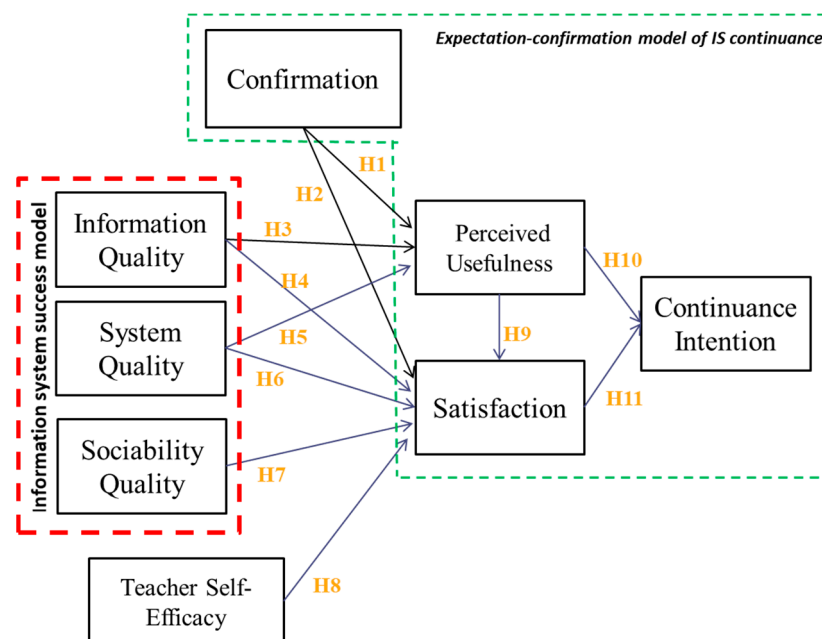 Expectation-confirmation model of IS continuance
Confirmation
H1
H2
Information system success model
Information
Quality
H3
H4
Perceived
Usefulness
H10
Continuance
Intention
System
Quality
H5
H6
H9
Satisfaction
H11
Sociability
Quality
H7
Teacher Self-
Efficacy
H8